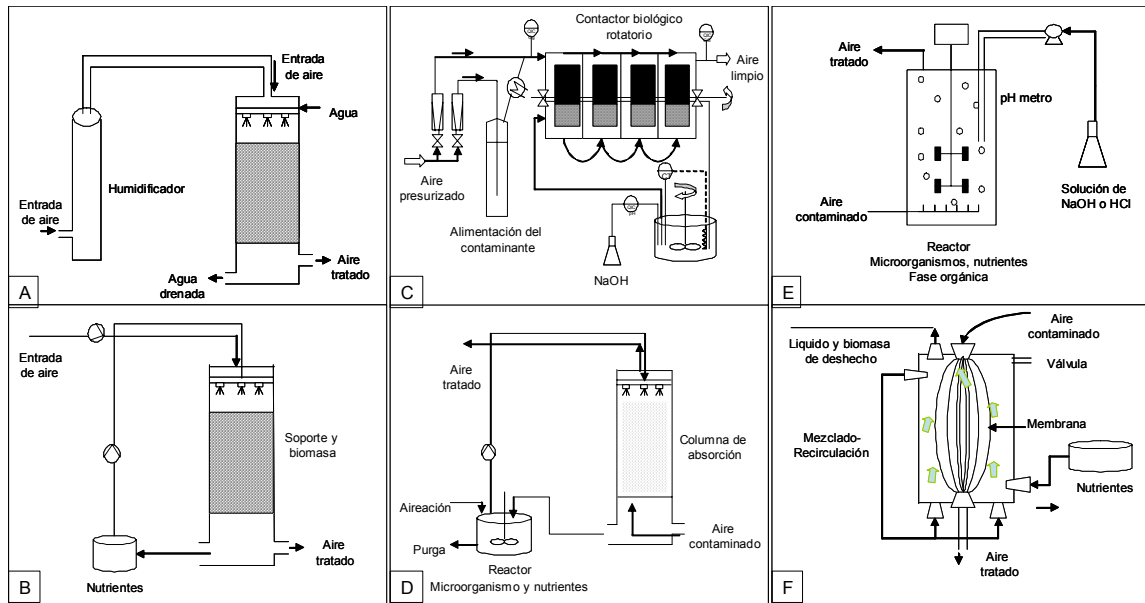 Entrada
de aire
Agua
Humidificador
Entrada
de aire
Aire
tratado
Agua
drenada
A
Entrada
de aire
Soporte y
biomasa
Nutrientes
Aire
tratado
B
Contactor biológico
rotatorio
Aire
limpio
Aire
presurizado
Alimentación del
contaminante
pH
NaOH
C
Aire
tratado
Columna de
absorción
Aireación
Purga
Aire
contaminado
Reactor
Microorganismo y nutrientes
D
Aire
tratado
pH metro
Solución de
NaOH o HCl
Aire contaminado
Reactor
Microorganismos, nutrientes
Fase orgánica
E
Aire
contaminado
Liquido y biomasa
de deshecho
Válvula
Membrana
Mezclado-
Recirculación
Nutrientes
Aire
tratado
F